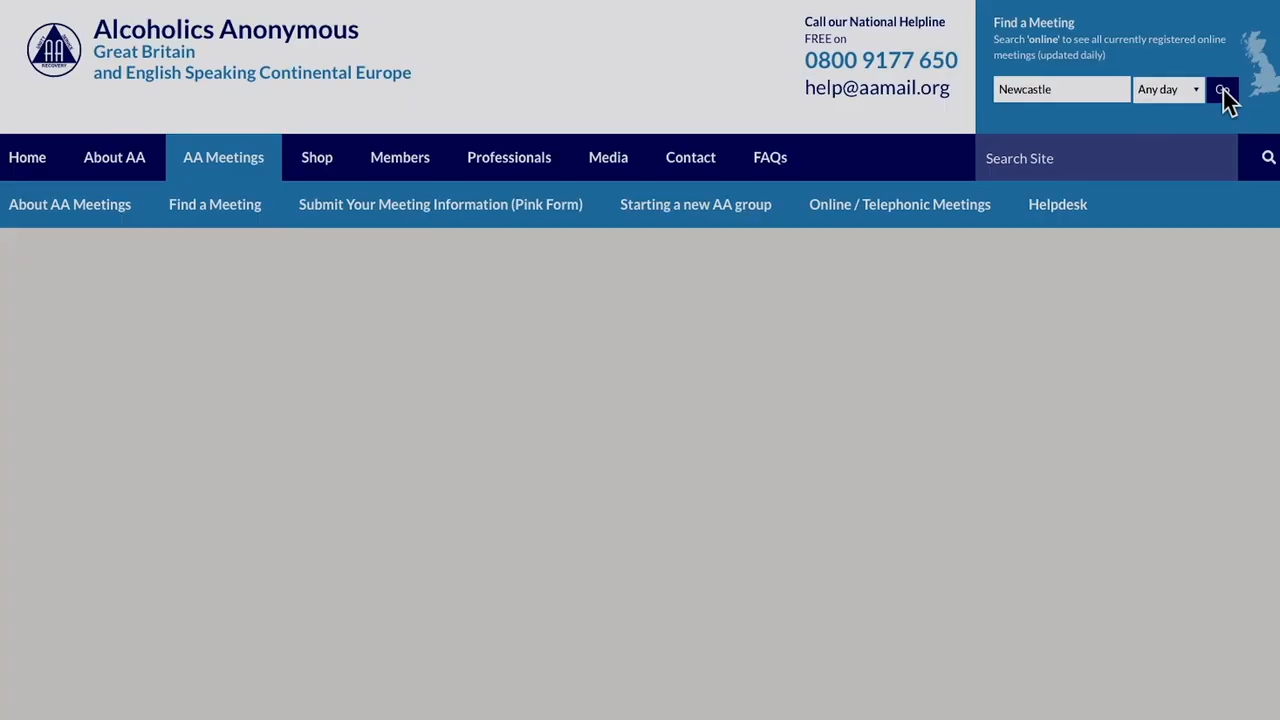 Alcoholics Anonymous
Great Britain
and English Speaking Continental Europe
AA
RECOVERY
Call our National Helpline
FREE on
0800 9177 650
help@aamail.org
Find a Meeting
Search 'online' to see all currently registered online
meetings (updated daily)
Newcastle Any day
Home About AA AA Meetings Shop Members Professionals Media Contact FAQs Search Site
About AA Meetings Find a Meeting Submit Your Meeting Information (Pink Form) Starting a new AA group Online / Telephonic Meetings Helpdesk